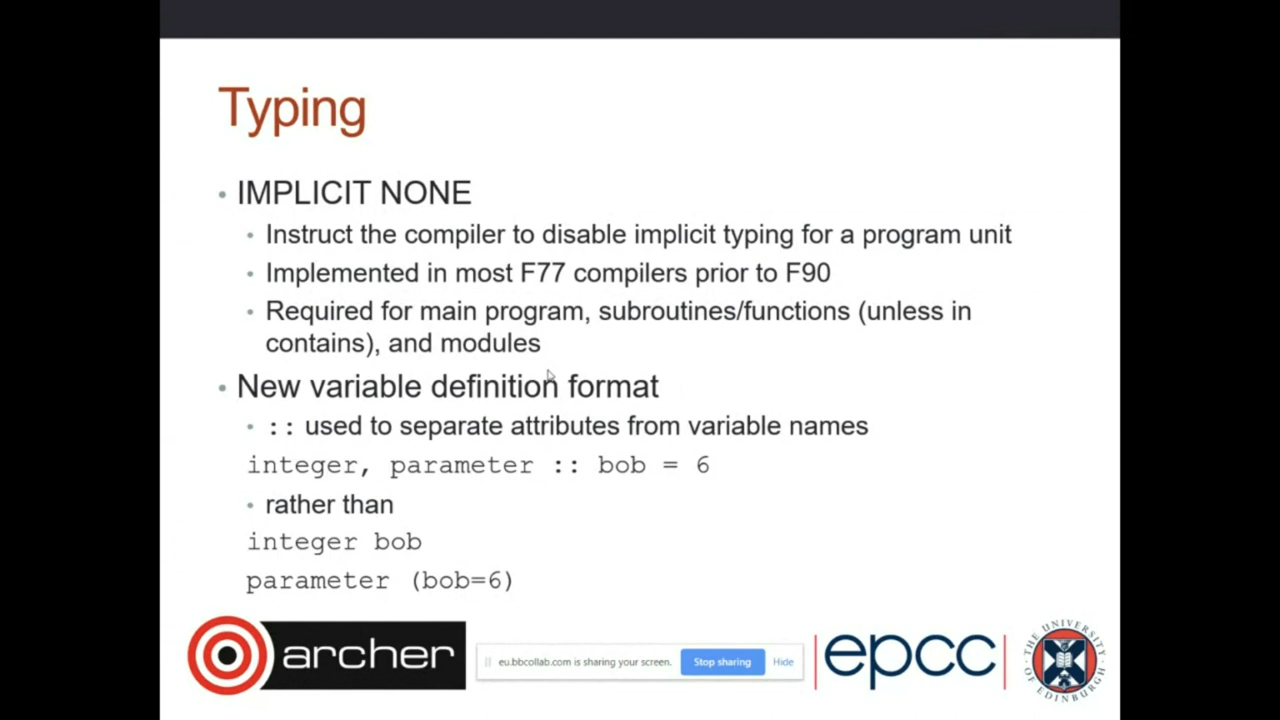 Typing
• IMPLICIT NONE
• Instruct the compiler to disable implicit typing for a program unit
• Implemented in most F77 compilers prior to F90
• Required for main program, subroutines/functions (unless in
contains), and modules
• New variable definition format
• :: used to separate attributes from variable names
integer, parameter :: bob = 6
• rather than
integer bob
parameter (bob=6)
archer
eu.bbcollab.com is sharing your screen. Stop sharing Hide
epcc
THE UNIVERSITY OF EDINBURGH